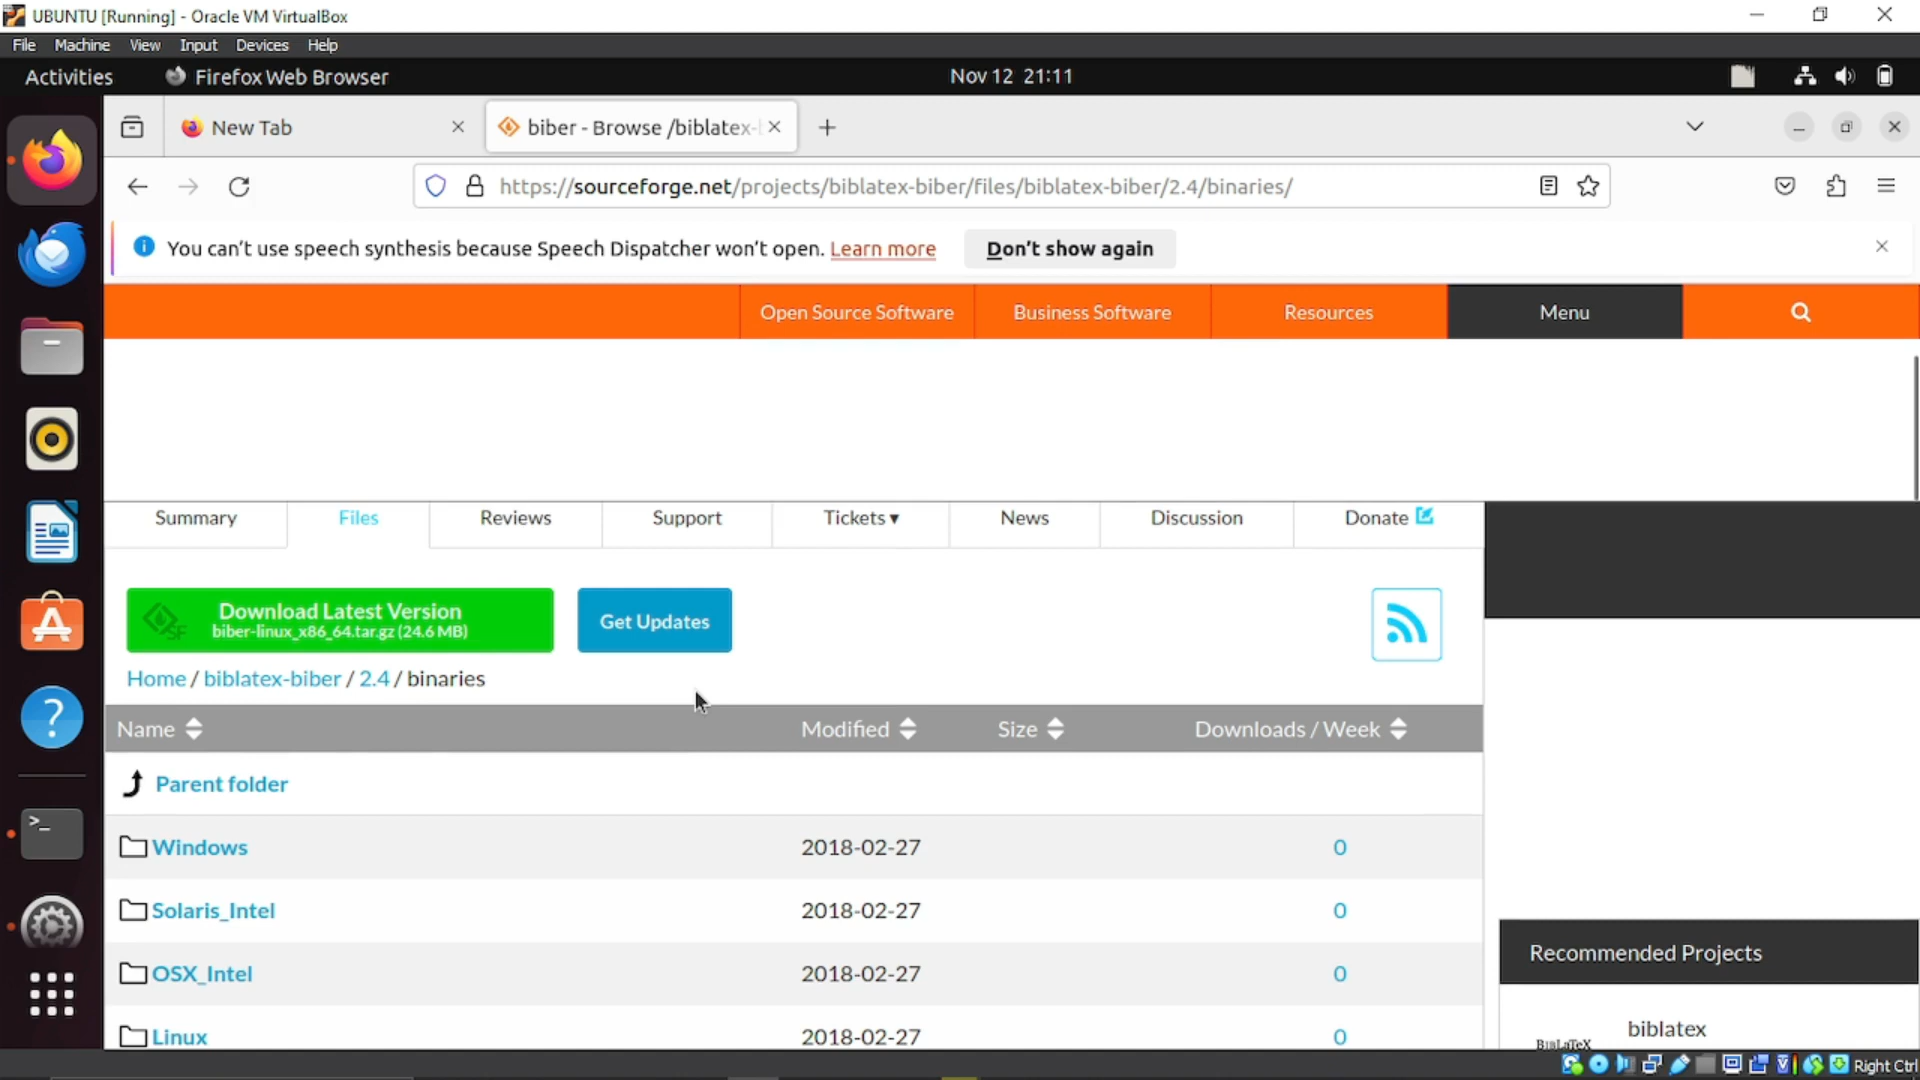 UBUNTU [Running] - Oracle VM VirtualBox
File Machine View Input Devices Help
Activities Firefox Web Browser Nov 12 21:11
New Tab biber - Browse /biblatex-
https://sourceforge.net/projects/biblatex-biber/files/biblatex-biber/2.4/binaries/
You can't use speech synthesis because Speech Dispatcher won't open. Learn more Don't show again
Open Source Software Business Software Resources Menu
Summary Files Reviews Support Tickets ▾ News Discussion Donate
Download Latest Version
biber-linux_x86_64.tar.gz (24.6 MB)
SF
Get Updates
Home / biblatex-biber / 2.4 / binaries
Name Modified Size Downloads / Week
Parent folder
Windows 2018-02-27 0
Solaris_Intel 2018-02-27 0
OSX_Intel 2018-02-27 0
Linux 2018-02-27 0
Recommended Projects
biblatex
BIBLATEX
Right Ctrl